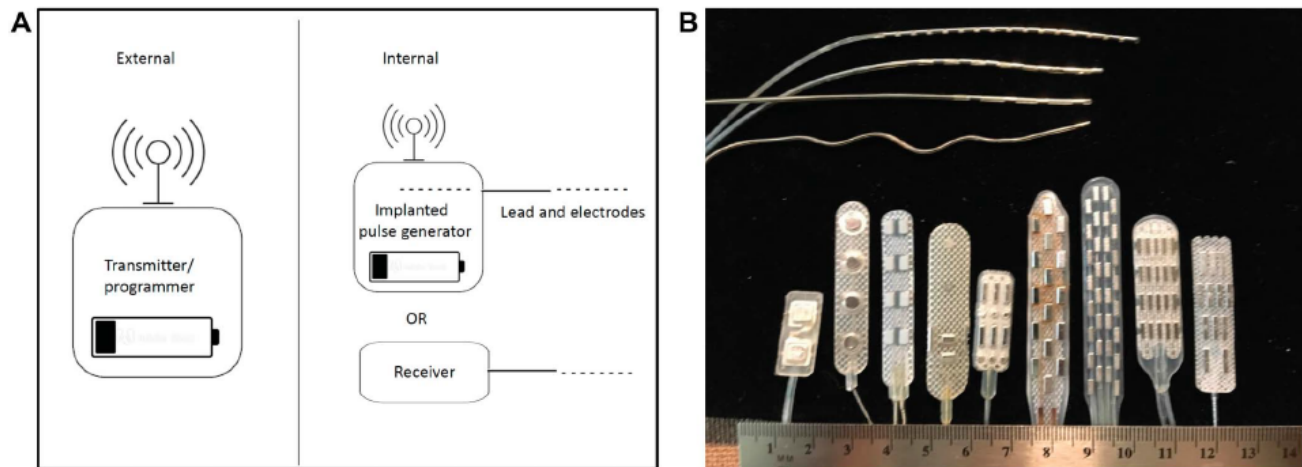 A
External
Internal
Transmitter/
programmer
Implanted
pulse generator
Lead and electrodes
OR
Receiver
B
1 2 3 4 5 6 7 8 9 10 11 12 13 14
MM